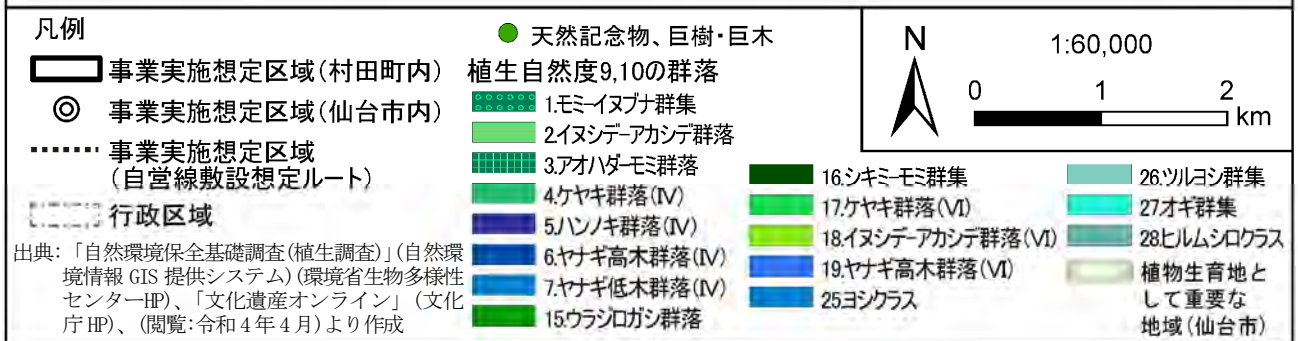 凡例
事業実施想定区域(村田町内)
事業実施想定区域(仙台市内)
事業実施想定区域
(自営線敷設想定ルート)
行政区域
出典:「自然環境保全基礎調査(植生調査)」(自然環
境情報 GIS 提供システム)(環境省生物多様性
センターHP)、「文化遺産オンライン」(文化
庁 HP)、(閲覧:令和4年4月)より作成
天然記念物、巨樹・巨木
植生自然度9,10の群落
1.モミーイヌブナ群集
2.イヌシデーアカシデ群落
3.アオハダーモミ群落
4.ケヤキ群落(Ⅳ)
5.ハンノキ群落(Ⅳ)
6.ヤナギ高木群落(Ⅳ)
7.ヤナギ低木群落(Ⅳ)
15.ウラジロガシ群落
16.シキミーモミ群集
17.ケヤキ群落(Ⅵ)
18.イヌシデーアカシデ群落(Ⅵ)
19.ヤナギ高木群落(Ⅵ)
25ヨシクラス
26.ツルヨシ群集
27.オギ群集
28.ヒルムシロクラス
植物生育地と
して重要な
地域(仙台市)
N
1:60,000
0 1 2
km